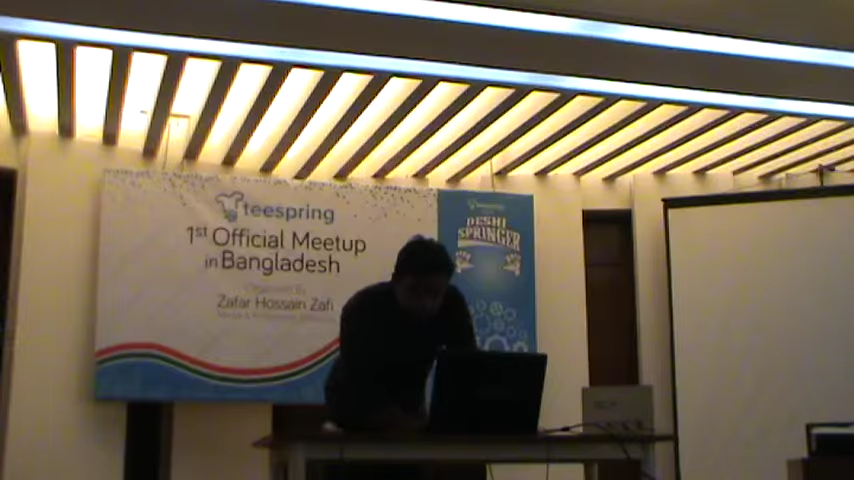 teespring
1st Official Meetup
in Bangladesh
Organized By
Zafar Hossain Zafi
DESHI
SPRINGER